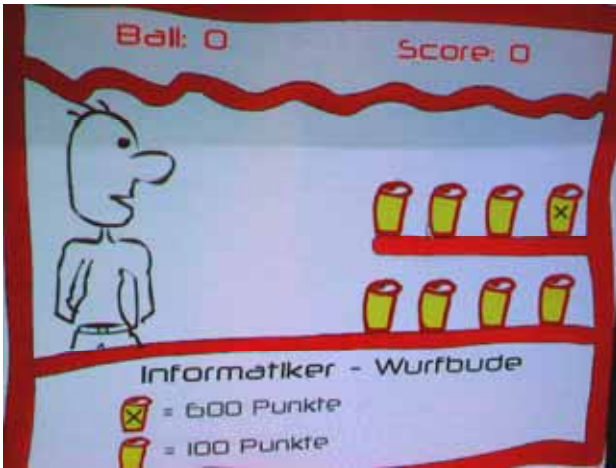 Ball: 0
Score: 0
Informatiker - Wurfbude
= 600 Punkte
= 100 Punkte